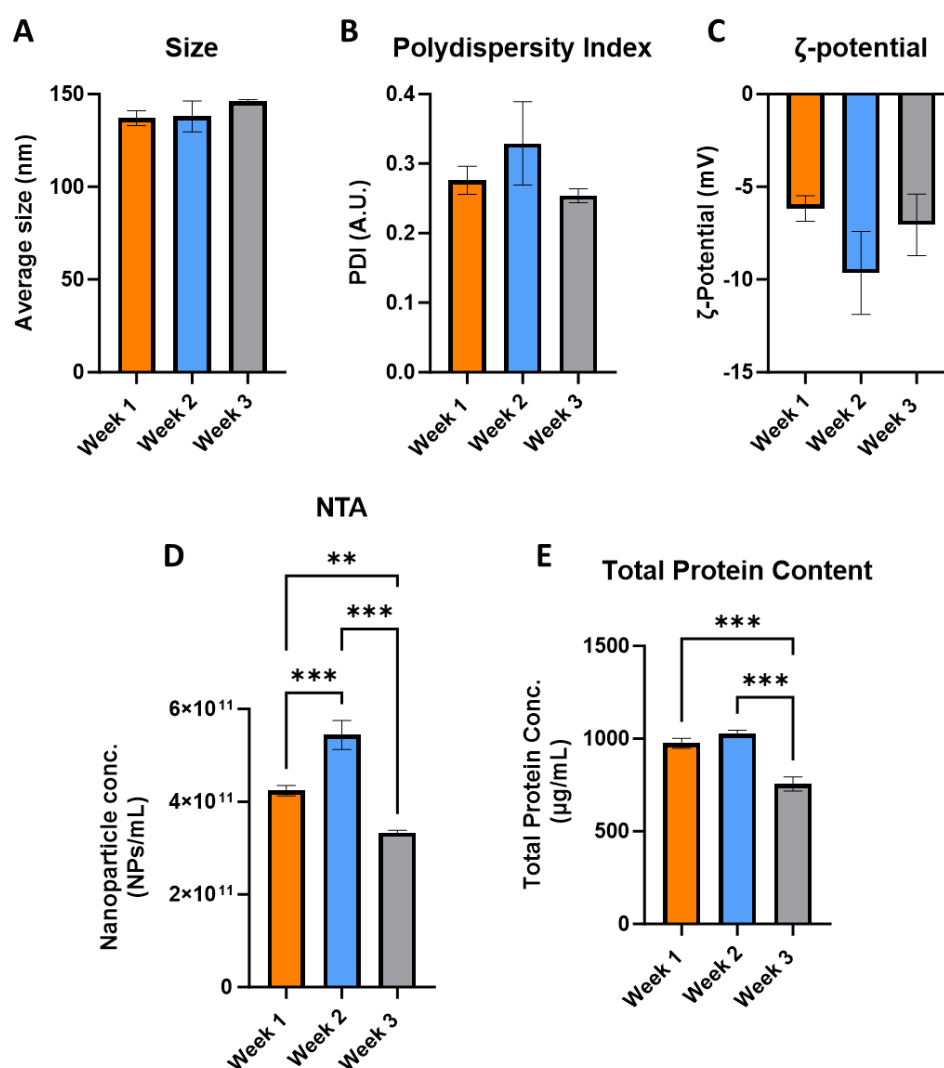 A
Size
Average size (nm)
150
100
50
0
Week 1
Week 2
Week 3
B
Polydispersity Index
PDI (A.U.)
0.4
0.3
0.2
0.1
0.0
Week 1
Week 2
Week 3
C
ζ-potential
ζ-Potential (mV)
0
-5
-10
-15
Week 1
Week 2
Week 3
D
NTA
**
***
***
Nanoparticle conc.
(NPs/mL)
6×10¹¹
4×10¹¹
2×10¹¹
0
Week 1
Week 2
Week 3
E
Total Protein Content
***
***
Total Protein Conc.
(μg/mL)
1500
1000
500
0
Week 1
Week 2
Week 3